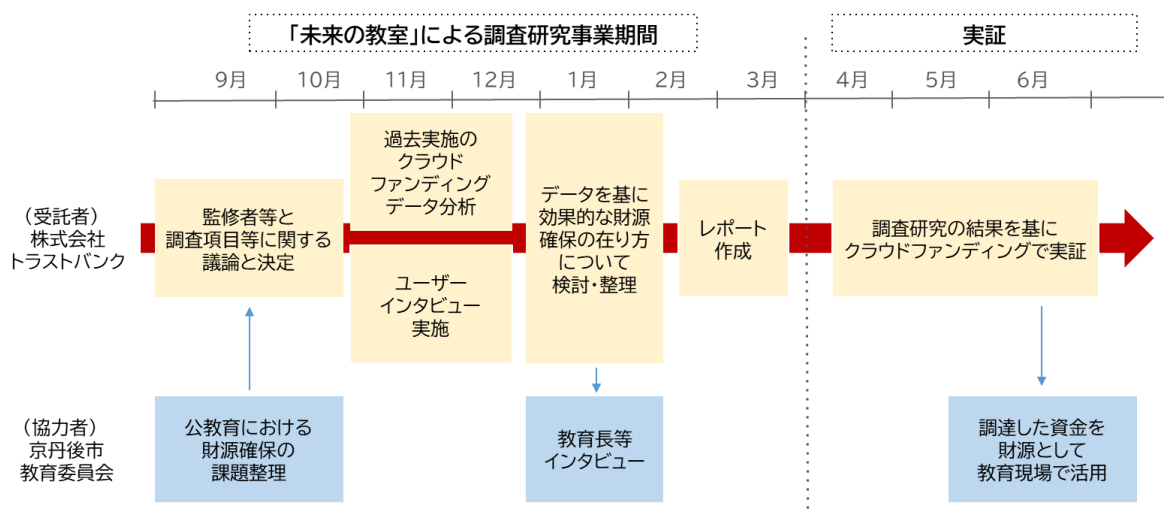 「未来の教室」による調査研究事業期間
実証
9月
10月
11月
12月
1月
2月
3月
4月
5月
6月
（受託者）
株式会社
トラストバンク
監修者等と
調査項目等に関する
議論と決定
過去実施の
クラウド
ファンディング
データ分析
ユーザー
インタビュー
実施
データを基に
効果的な財源
確保の在り方
について
検討・整理
レポート
作成
調査研究の結果を基に
クラウドファンディングで実証
（協力者）
京丹後市
教育委員会
公教育における
財源確保の
課題整理
教育長等
インタビュー
調達した資金を
財源として
教育現場で活用